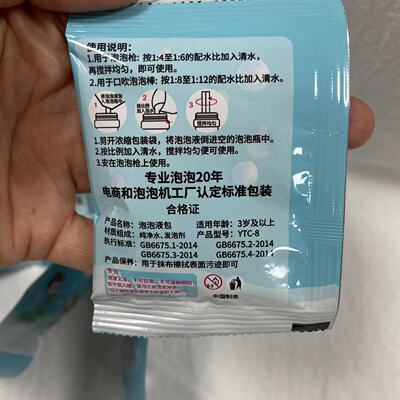 使用说明：
1.用于泡泡枪：按1:4至1:6的配水比加入清水，
再搅拌均匀，即可使用。
2.用于口吹泡泡棒：按1:8至1:12的配水比加入清水。
搅拌均匀
1.剪开浓缩包装袋，将泡泡液倒进空的泡泡瓶中。
2.按比例加入清水，搅拌均匀便可使用。
3.安在泡泡枪上使用。
专业泡泡20年
电商和泡泡机工厂认定标准包装
合格证
产品名称：泡泡液包 适用年龄：3岁及以上
材质组成：纯净水、发泡剂 产品型号：YTC-8
执行标准：GB6675.1-2014 GB6675.2-2014
GB6675.3-2014 GB6675.4-2014
产品保养：用于抹布擦拭表面污迹即可
中国制造